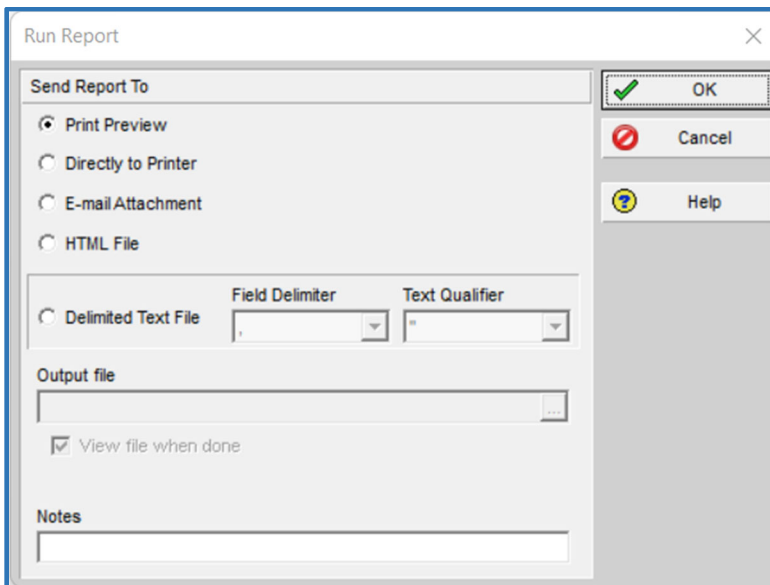 Run Report
Send Report To
OK
Print Preview
Cancel
Directly to Printer
E-mail Attachment
Help
HTML File
Field Delimiter
Text Qualifier
Delimited Text File
,
"
Output file
...
View file when done
Notes